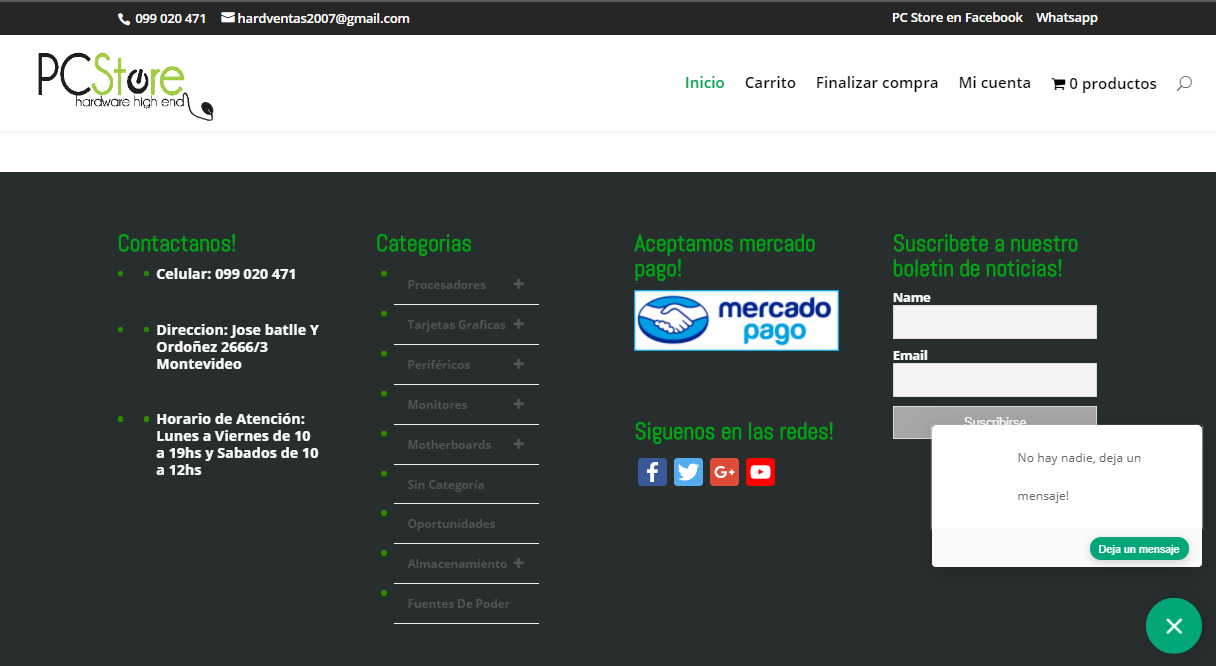 099 020 471 hardventas2007@gmail.com PC Store en Facebook Whatsapp
PCStore
hardware high end
Inicio Carrito Finalizar compra Mi cuenta 0 productos
Contactanos!
Celular: 099 020 471
Direccion: Jose batlle Y
Ordoñez 2666/3
Montevideo
Horario de Atención:
Lunes a Viernes de 10
a 19hs y Sabados de 10
a 12hs
Categorias
Procesadores +
Tarjetas Graficas +
Periféricos +
Monitores +
Motherboards +
Sin Categoría
Oportunidades
Almacenamiento +
Fuentes De Poder
Aceptamos mercado
pago!
mercado
pago
Siguenos en las redes!
Suscribete a nuestro
boletin de noticias!
Name
Email
Suscribirse
No hay nadie, deja un
mensaje!
Deja un mensaje